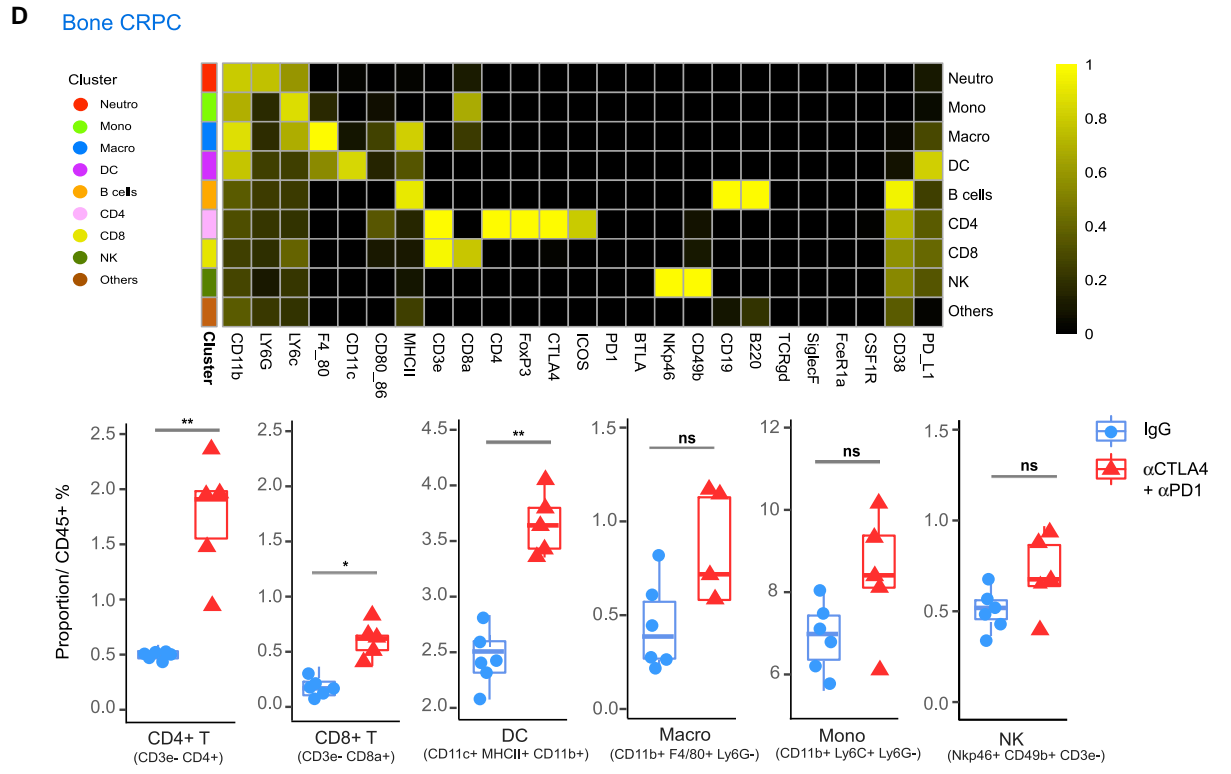 D
Bone CRPC
Cluster
Neutro
Mono
Macro
DC
B cells
CD4
CD8
NK
Others
Neutro
Mono
Macro
DC
B cells
CD4
CD8
NK
Others
1
0.8
0.6
0.4
0.2
0
Cluster
CD11b
LY6G
LY6c
F4_80
CD11c
CD80_86
MHCII
CD3e
CD8a
CD4
FoxP3
CTLA4
ICOS
PD1
BTLA
NKp46
CD49b
CD19
B220
TCRgd
SiglecF
FceR1a
CSF1R
CD38
PD_L1
Proportion/ CD45+ %
2.5
2.0
1.5
1.0
0.5
0.0
**
CD4+ T
(CD3e- CD4+)
2.5
2.0
1.5
1.0
0.5
0.0
*
CD8+ T
(CD3e- CD8a+)
4.5
4.0
3.5
3.0
2.5
2.0
**
DC
(CD11c+ MHCII+ CD11b+)
1.5
1.0
0.5
0.0
ns
Macro
(CD11b+ F4/80+ Ly6G-)
12
10
8
6
ns
Mono
(CD11b+ Ly6C+ Ly6G-)
1.5
1.0
0.5
0.0
ns
NK
(Nkp46+ CD49b+ CD3e-)
IgG
αCTLA4
+ αPD1